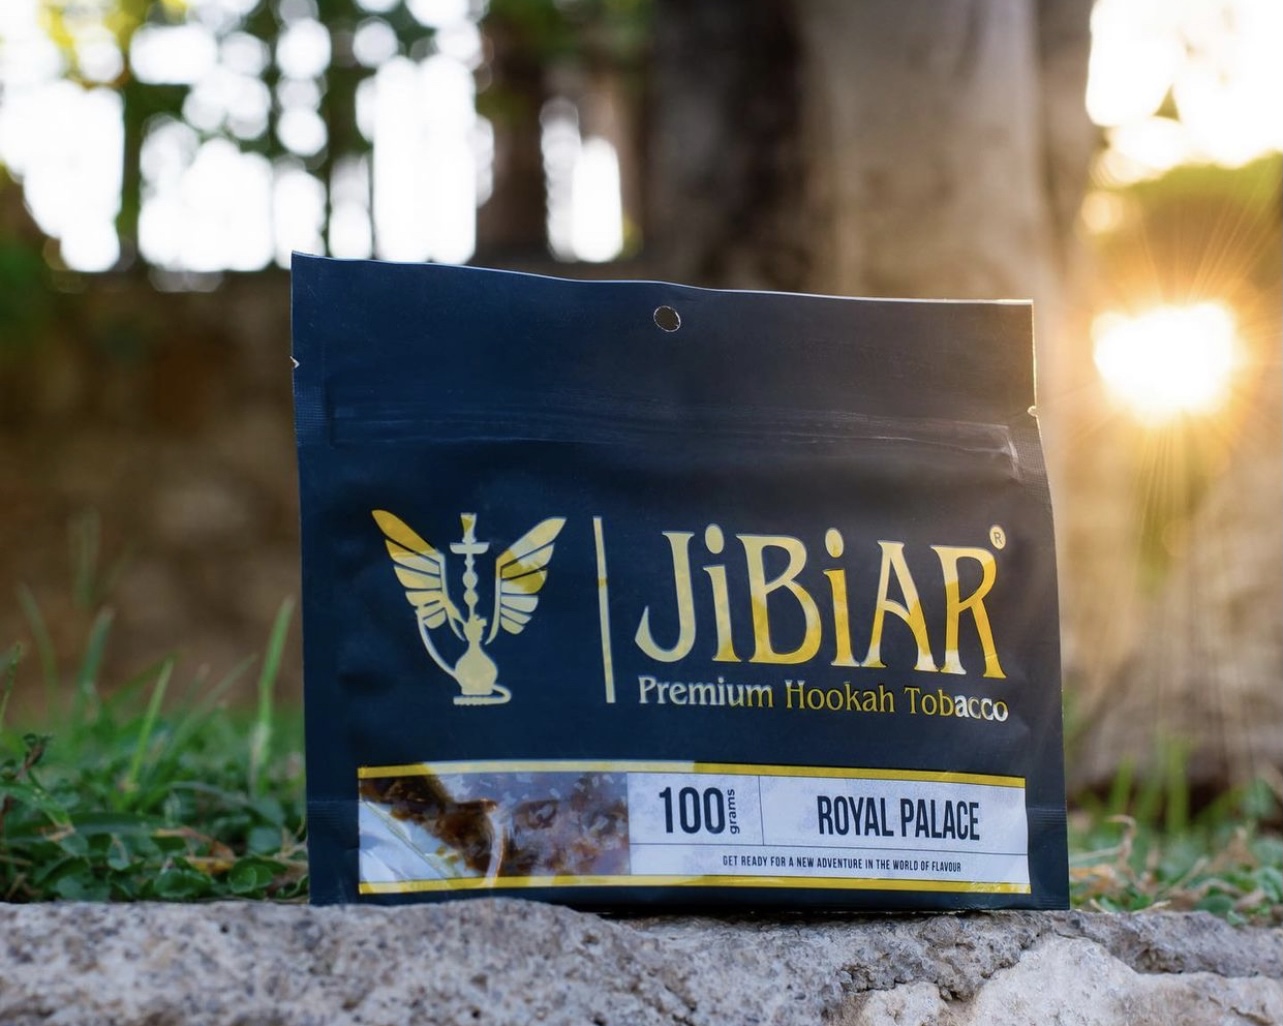 JiBiAR®
Premium Hookah Tobacco
100 grams
ROYAL PALACE
GET READY FOR A NEW ADVENTURE IN THE WORLD OF FLAVOUR